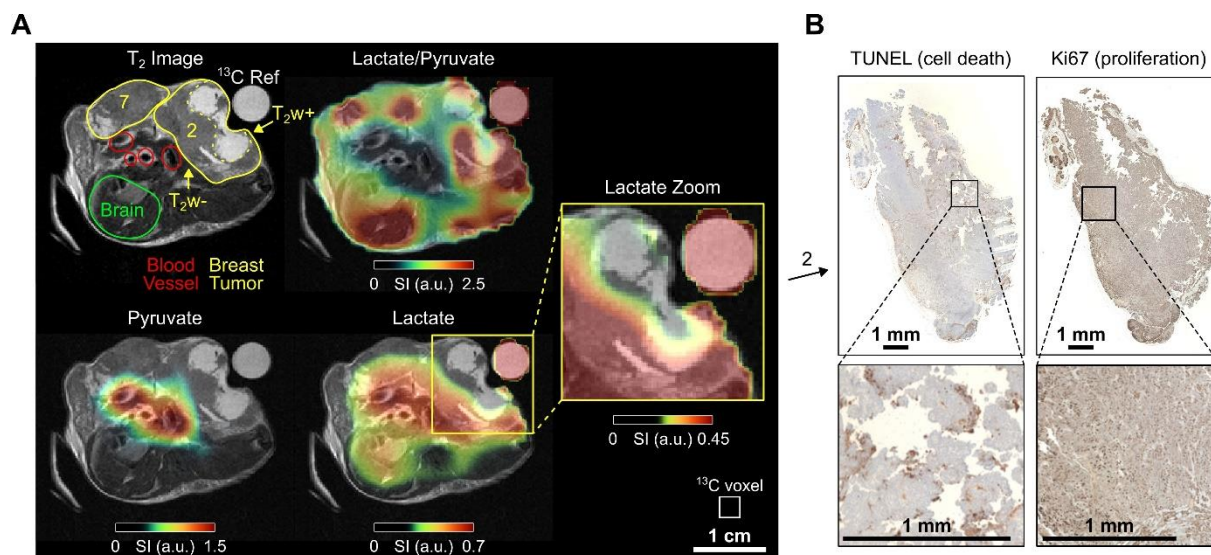 A
T₂ Image
¹³C Ref
7
2
T₂w+
T₂w-
Brain
Blood Vessel
Breast Tumor
Lactate/Pyruvate
0 SI (a.u.) 2.5
Pyruvate
0 SI (a.u.) 1.5
Lactate
0 SI (a.u.) 0.7
Lactate Zoom
0 SI (a.u.) 0.45
¹³C voxel
1 cm
B
TUNEL (cell death)
Ki67 (proliferation)
2
1 mm
1 mm
1 mm
1 mm